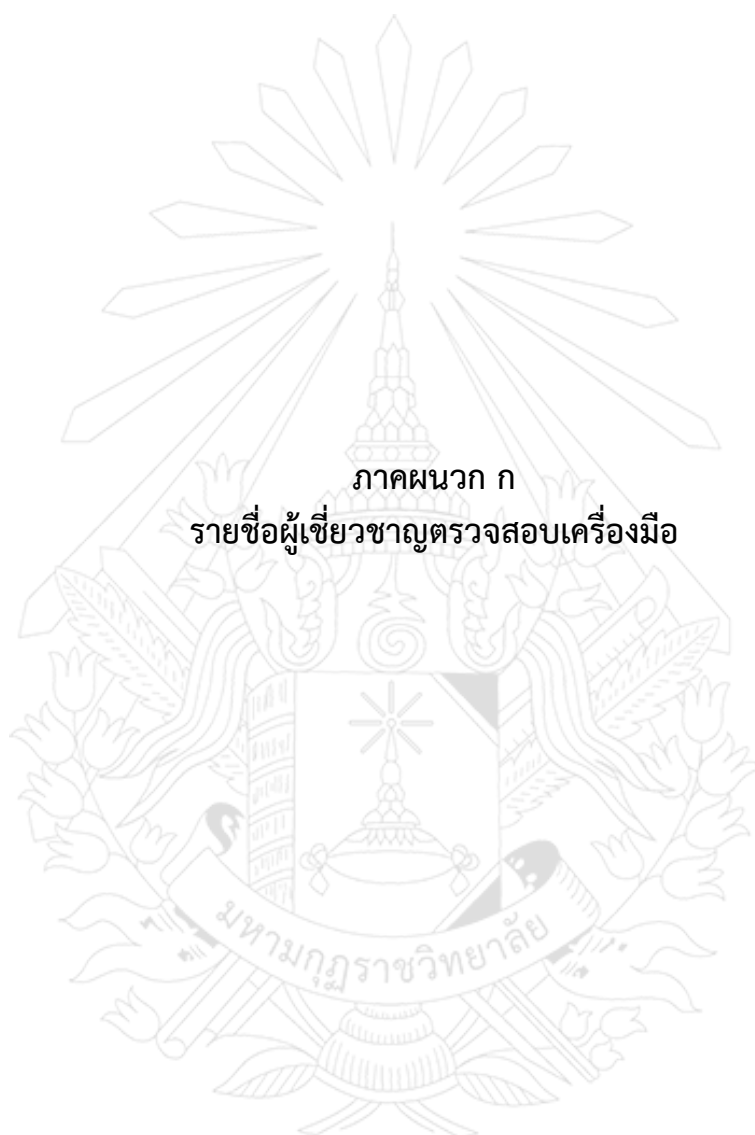 ภาคผนวก ก
รายชื่อผู้เชี่ยวชาญตรวจสอบเครื่องมือ
มหามกุฏราชวิทยาลัย